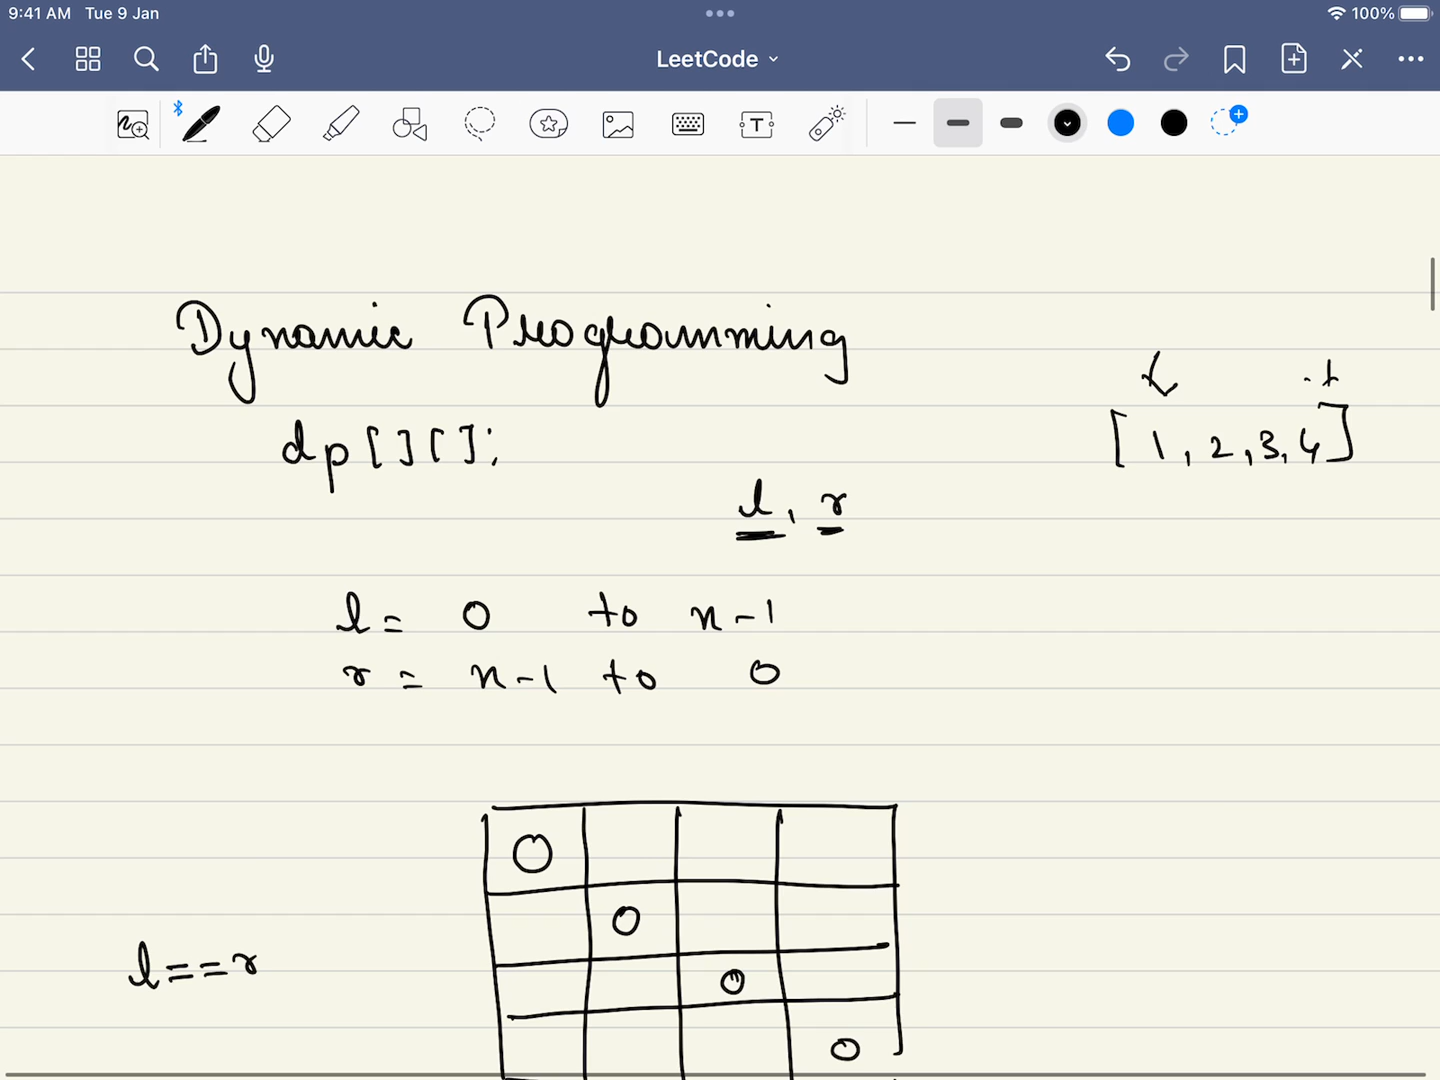 9:41 AM Tue 9 Jan
100%
LeetCode
T
Dynamic Programming
dp[][];
[1,2,3,4]
l, r
l = 0 to n-1
r = n-1 to 0
0
0
l==r
0
0